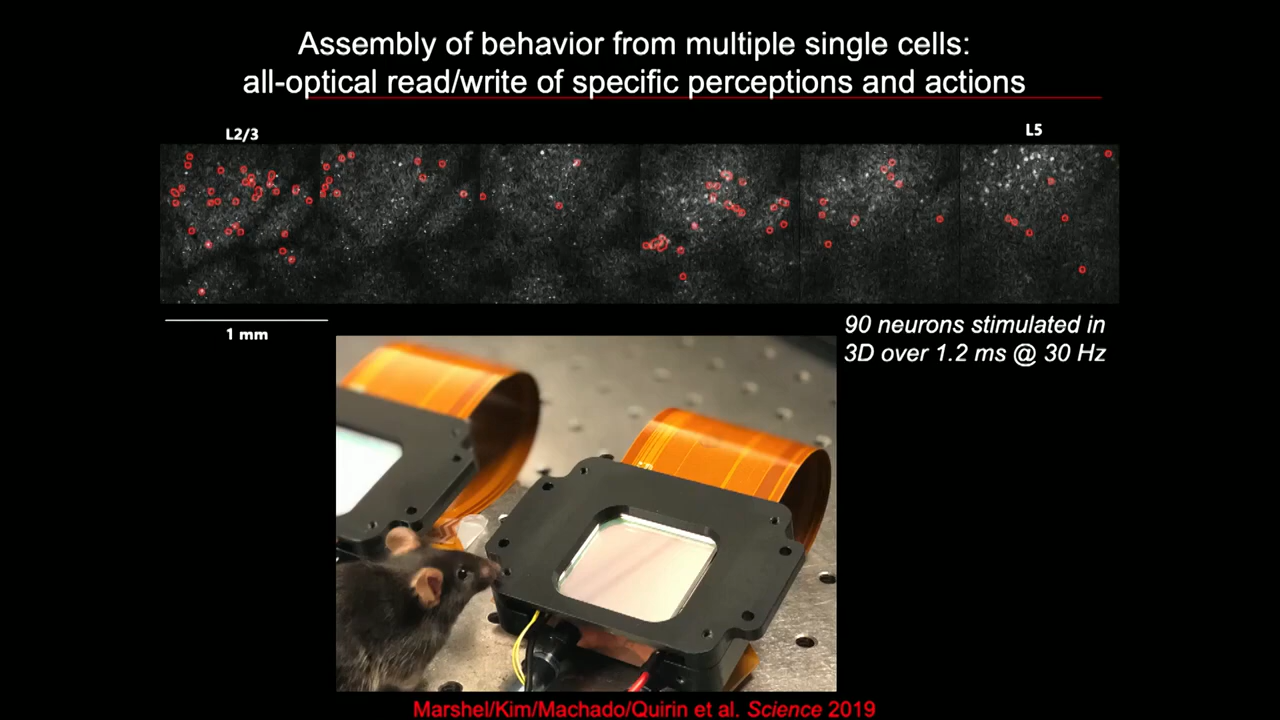 Assembly of behavior from multiple single cells:
all-optical read/write of specific perceptions and actions
L2/3
L5
1 mm
90 neurons stimulated in
3D over 1.2 ms @ 30 Hz
Marshel/Kim/Machado/Quirin et al. Science 2019